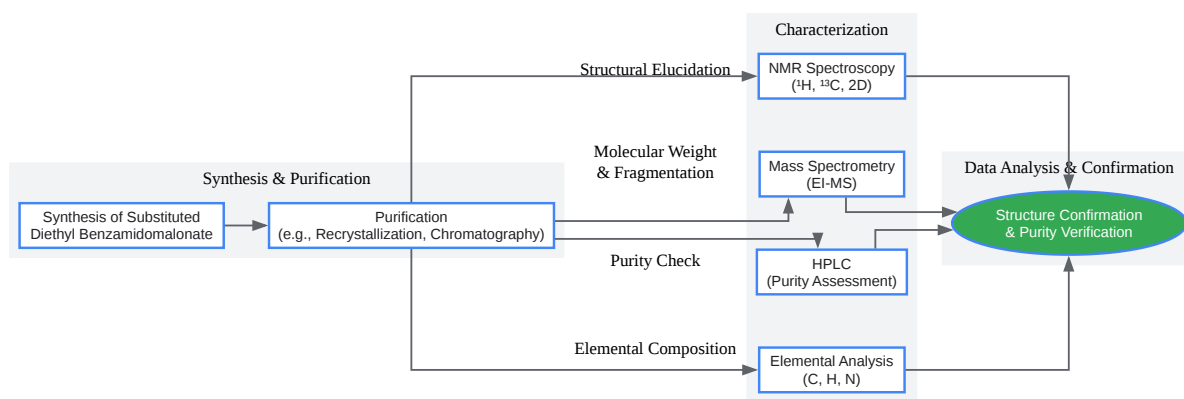 Characterization
Structural Elucidation
NMR Spectroscopy
(¹H, ¹³C, 2D)
Molecular Weight
& Fragmentation
Mass Spectrometry
(EI-MS)
Data Analysis & Confirmation
Synthesis & Purification
Synthesis of Substituted
Diethyl Benzamidomalonate
Purification
(e.g., Recrystallization, Chromatography)
Structure Confirmation
& Purity Verification
Purity Check
HPLC
(Purity Assessment)
Elemental Composition
Elemental Analysis
(C, H, N)